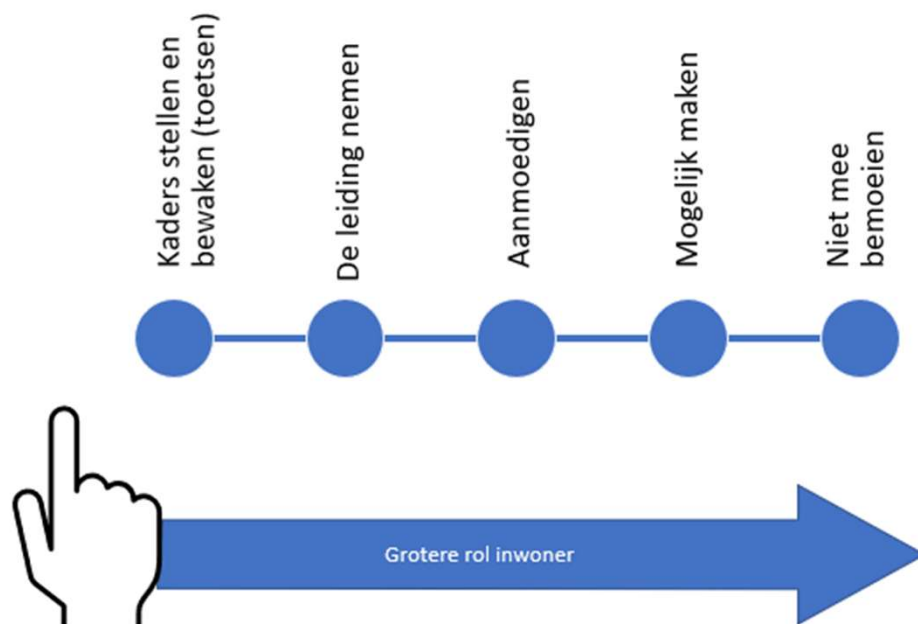 Kaders stellen en
bewaken (toetsen)
De leiding nemen
Aanmoedigen
Mogelijk maken
Niet mee
bemoeien
Grotere rol inwoner